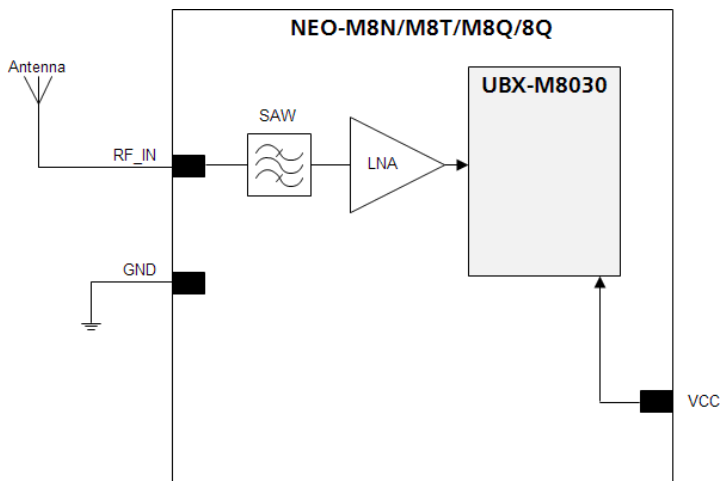 NEO-M8N/M8T/M8Q/8Q
Antenna
UBX-M8030
SAW
RF_IN
LNA
GND
VCC